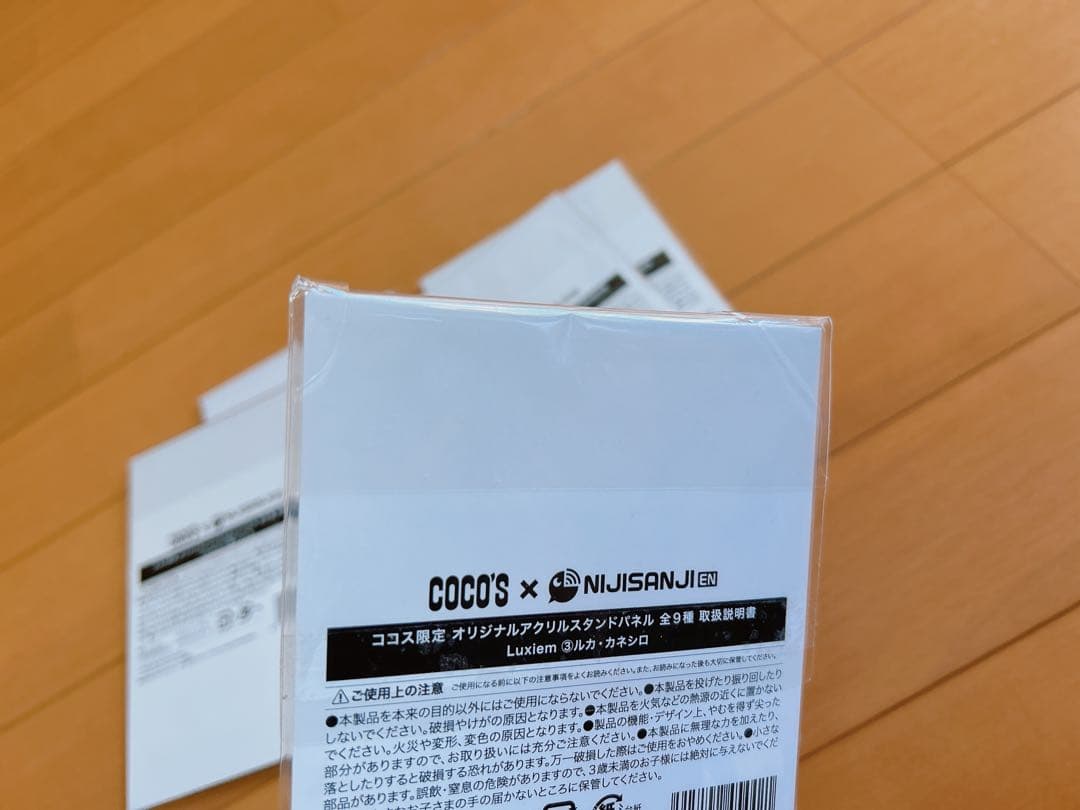 COCO'S × NIJISANJI EN
ココス限定 オリジナルアクリルスタンドパネル 全9種 取扱説明書
Luxiem ③ルカ・カネシロ
⚠ご使用上の注意 ご使用になる前に以下の注意事項をよくお読みください。また、お読みになった後も大切に保管してください。
●本製品を本来の目的以外にはご使用にならないでください。●本製品を投げたり振り回したり
しないでください。破損やけがの原因となります。●本製品を火気などの熱源の近くに置かない
でください。火災や変形、変色の原因となります。●製品の機能・デザイン上、やむを得ず尖った
部分がありますので、お取り扱いには充分ご注意ください。●本製品に無理な力を加えたり、
落としたりすると破損する恐れがあります。万一破損した際はご使用をおやめください。●小さな
部品があります。誤飲・窒息の危険がありますので、3歳未満のお子様には絶対に与えないでくだ
さい。小さなお子さまの手の届かないところに保管してください。
紙 台紙